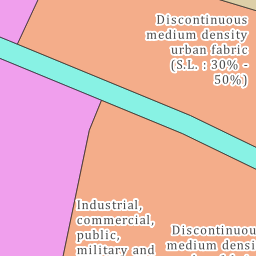 Discontinuous
medium density
urban fabric
(S.L. : 30% -
50%)
Industrial,
commercial,
public,
military and
Discontinuou
medium densi